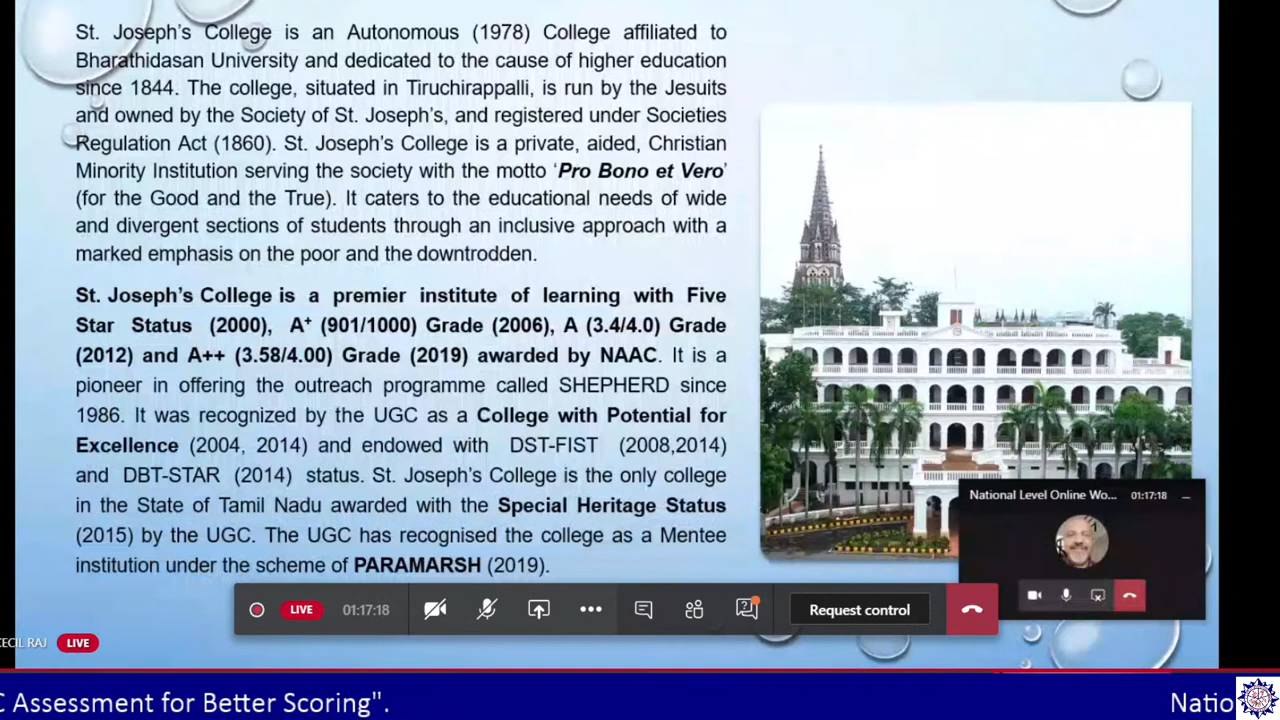 St. Joseph's College is an Autonomous (1978) College affiliated to
Bharathidasan University and dedicated to the cause of higher education
since 1844. The college, situated in Tiruchirappalli, is run by the Jesuits
and owned by the Society of St. Joseph's, and registered under Societies
Regulation Act (1860). St. Joseph's College is a private, aided, Christian
Minority Institution serving the society with the motto 'Pro Bono et Vero'
(for the Good and the True). It caters to the educational needs of wide
and divergent sections of students through an inclusive approach with a
marked emphasis on the poor and the downtrodden.
St. Joseph's College is a premier institute of learning with Five
Star Status (2000), A+ (901/1000) Grade (2006), A (3.4/4.0) Grade
(2012) and A++ (3.58/4.00) Grade (2019) awarded by NAAC. It is a
pioneer in offering the outreach programme called SHEPHERD since
1986. It was recognized by the UGC as a College with Potential for
Excellence (2004, 2014) and endowed with DST-FIST (2008,2014)
and DBT-STAR (2014) status. St. Joseph's College is the only college
in the State of Tamil Nadu awarded with the Special Heritage Status
(2015) by the UGC. The UGC has recognised the college as a Mentee
institution under the scheme of PARAMARSH (2019).
National Level Online Wo... 01:17:18
LIVE 01:17:18 Request control
CECIL RAJ LIVE
C Assessment for Better Scoring". Natio